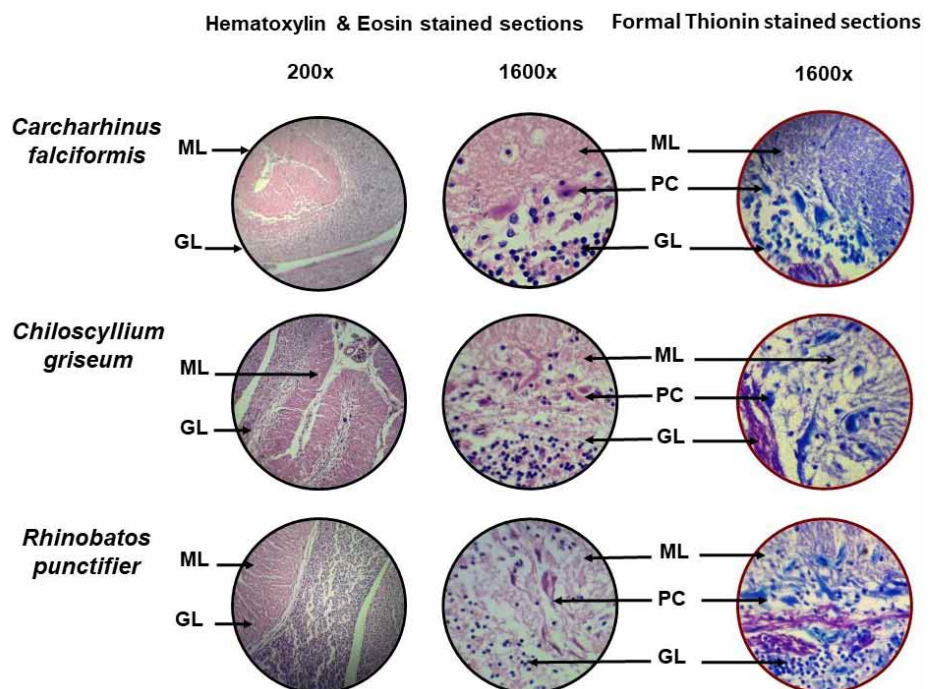 Hematoxylin & Eosin stained sections
Formal Thionin stained sections
200x
1600x
1600x
Carcharhinus
falciformis
ML
GL
ML
PC
GL
Chiloscyllium
griseum
ML
GL
ML
PC
GL
Rhinobatos
punctifier
ML
GL
ML
PC
GL